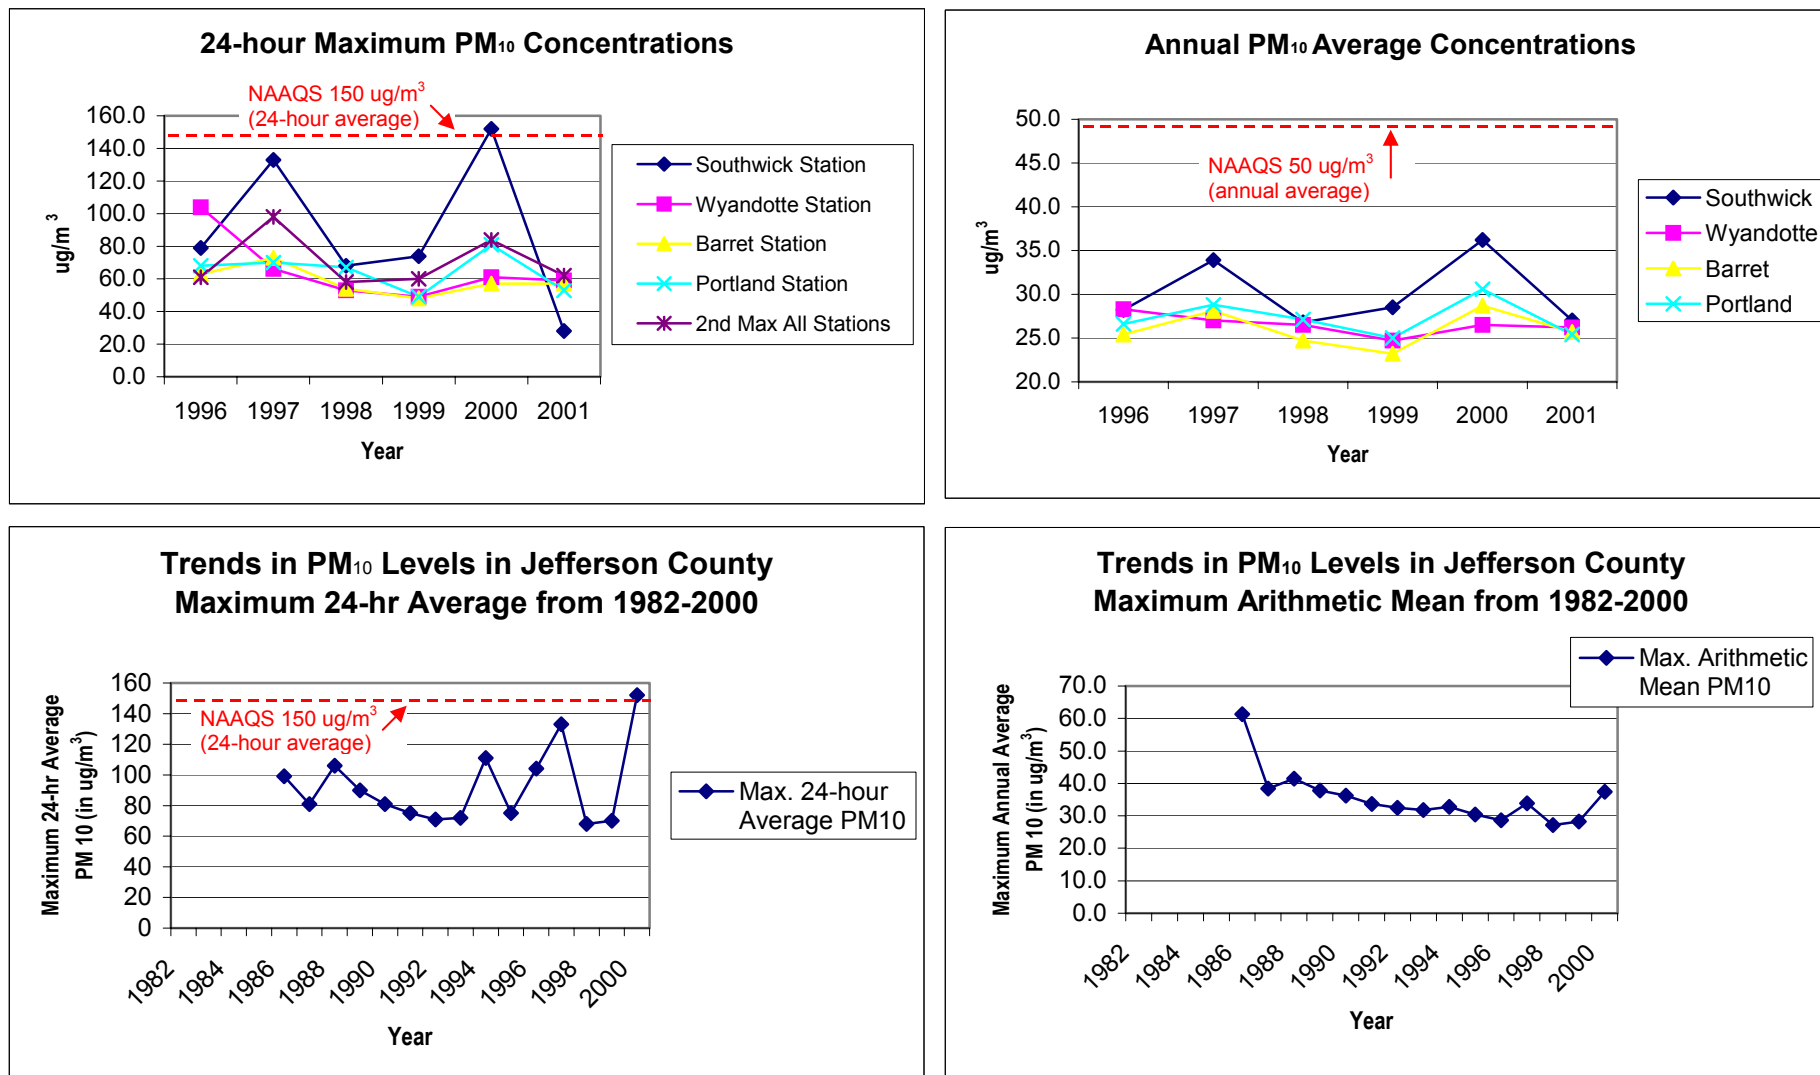 24-hour Maximum PM₁₀ Concentrations
NAAQS 150 ug/m³
(24-hour average)
160.0
140.0
120.0
100.0
80.0
60.0
40.0
20.0
0.0
ug/m³
1996 1997 1998 1999 2000 2001
Year
Southwick Station
Wyandotte Station
Barret Station
Portland Station
2nd Max All Stations
Annual PM₁₀ Average Concentrations
50.0
45.0
40.0
35.0
30.0
25.0
20.0
ug/m³
NAAQS 50 ug/m³
(annual average)
1996 1997 1998 1999 2000 2001
Year
Southwick
Wyandotte
Barret
Portland
Trends in PM₁₀ Levels in Jefferson County
Maximum 24-hr Average from 1982-2000
Maximum 24-hr Average
PM 10 (in ug/m³)
160
140
120
100
80
60
40
20
0
NAAQS 150 ug/m³
(24-hour average)
1982 1984 1986 1988 1990 1992 1994 1996 1998 2000
Year
Max. 24-hour
Average PM10
Trends in PM₁₀ Levels in Jefferson County
Maximum Arithmetic Mean from 1982-2000
Max. Arithmetic
Mean PM10
Maximum Annual Average
PM 10 (in ug/m³)
70.0
60.0
50.0
40.0
30.0
20.0
10.0
0.0
1982 1984 1986 1988 1990 1992 1994 1996 1998 2000
Year